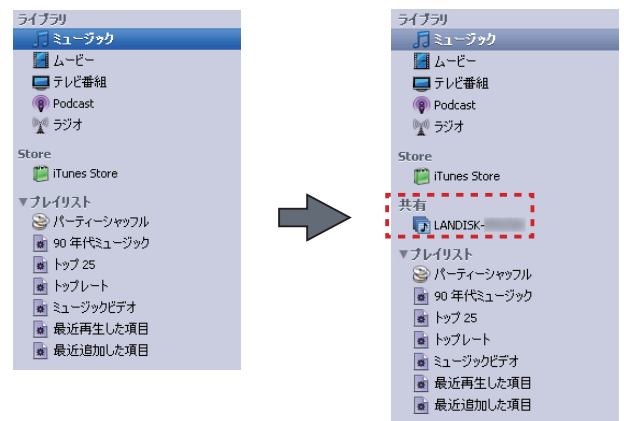 ライブラリ
ミュージック
ムービー
テレビ番組
Podcast
ラジオ
Store
iTunes Store
▼プレイリスト
パーティーシャッフル
90 年代ミュージック
トップ 25
トップレート
ミュージックビデオ
最近再生した項目
最近追加した項目
ライブラリ
ミュージック
ムービー
テレビ番組
Podcast
ラジオ
Store
iTunes Store
共有
LANDISK-
▼プレイリスト
パーティーシャッフル
90 年代ミュージック
トップ 25
トップレート
ミュージックビデオ
最近再生した項目
最近追加した項目